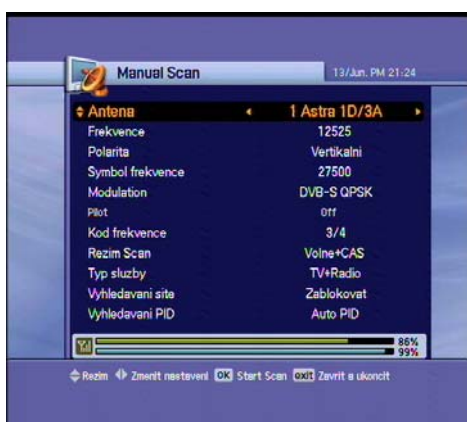 Manual Scan 13/Jun. PM 21:24
Antena 1 Astra 1D/3A
Frekvence 12525
Polarita Vertikalni
Symbol frekvence 27500
Modulation DVB-S QPSK
Pilot Off
Kod frekvence 3/4
Rezim Scan Volne+CAS
Typ sluzby TV+Radio
Vyhledavani site Zablokovat
Vyhledavani PID Auto PID
86%
99%
Rezim Zmenit nastaveni OK Start Scan exit Zavrit a ukoncit